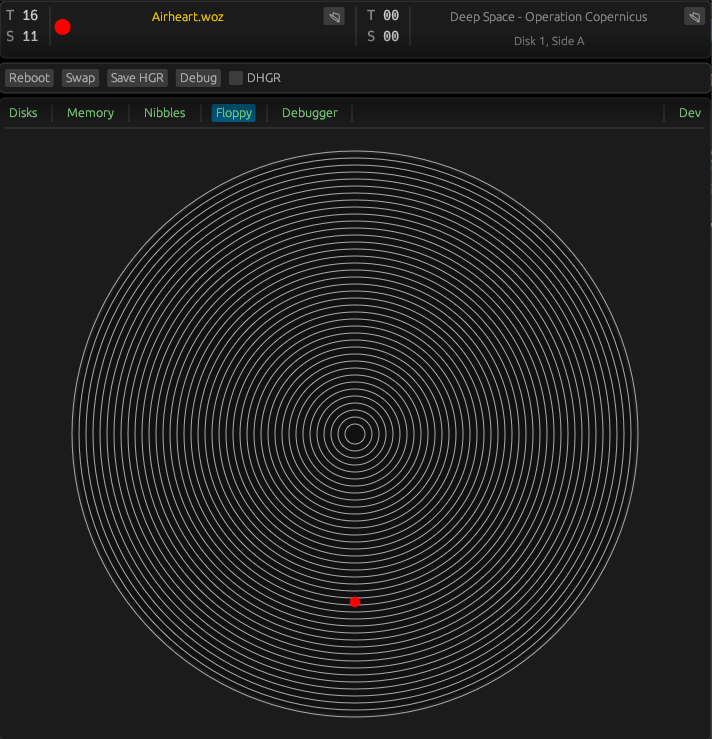 T 16 Airheart.woz T 00 Deep Space - Operation Copernicus
S 11 S 00 Disk 1, Side A
Reboot Swap Save HGR Debug DHGR
Disks Memory Nibbles Floppy Debugger Dev